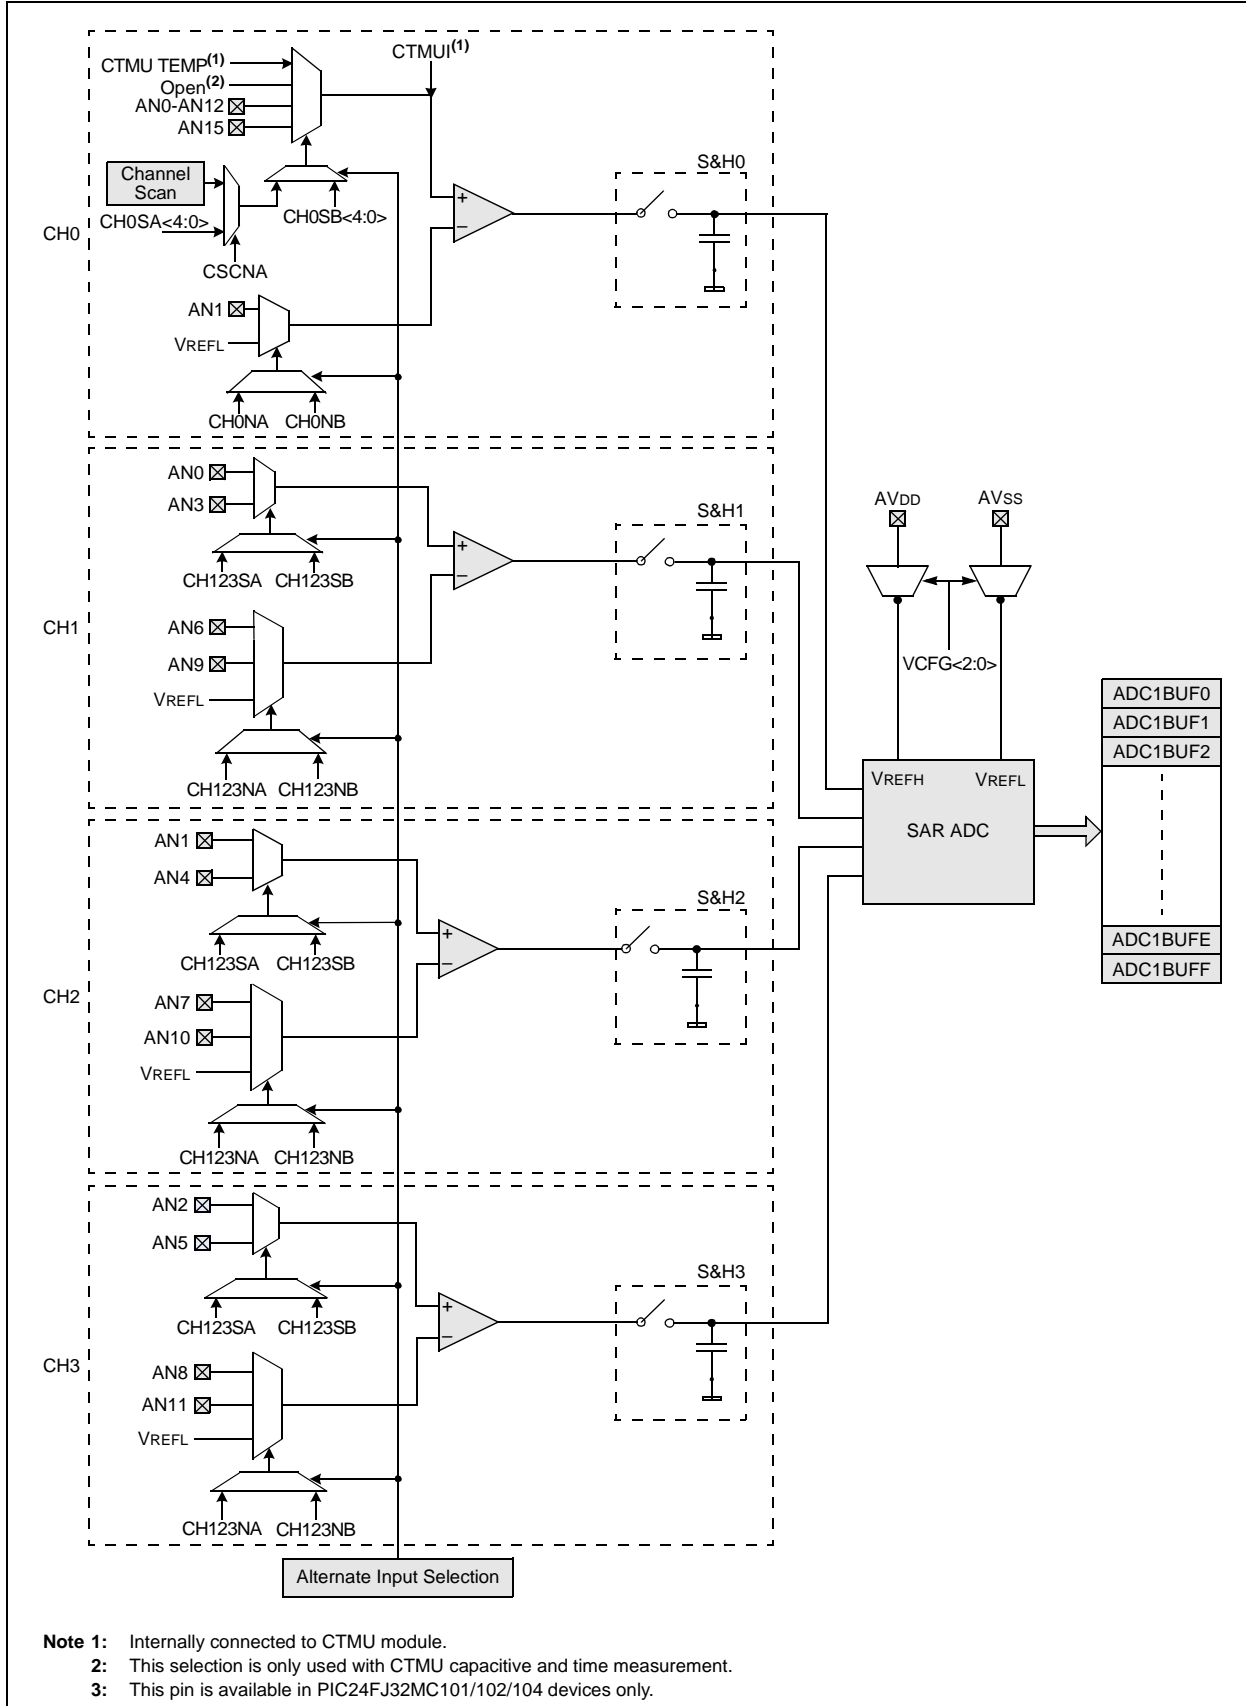 CTMU TEMP(1)
Open(2)
AN0-AN12
AN15
CTMUI(1)
Channel
Scan
CH0SA<4:0>
CH0SB<4:0>
CSCNA
CH0
+
–
S&H0
AN1
VREFL
CH0NA CH0NB
AN0
AN3
CH123SA CH123SB
CH1
+
–
S&H1
AN6
AN9
VREFL
CH123NA CH123NB
AVDD AVSS
VCFG<2:0>
VREFH VREFL
SAR ADC
ADC1BUF0
ADC1BUF1
ADC1BUF2
ADC1BUFE
ADC1BUFF
AN1
AN4
CH123SA CH123SB
CH2
+
–
S&H2
AN7
AN10
VREFL
CH123NA CH123NB
AN2
AN5
CH123SA CH123SB
CH3
+
–
S&H3
AN8
AN11
VREFL
CH123NA CH123NB
Alternate Input Selection
Note 1: Internally connected to CTMU module.
2: This selection is only used with CTMU capacitive and time measurement.
3: This pin is available in PIC24FJ32MC101/102/104 devices only.